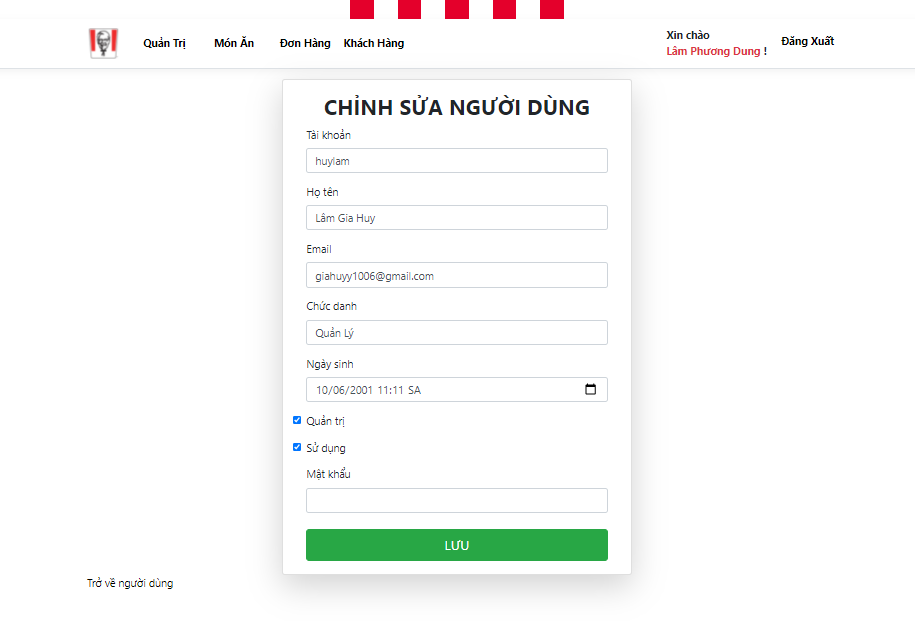 Quản Trị
Món Ăn
Đơn Hàng
Khách Hàng
Xin chào
Lâm Phương Dung !
Đăng Xuất
CHỈNH SỬA NGƯỜI DÙNG
Tài khoản
huylam
Họ tên
Lâm Gia Huy
Email
giahuyy1006@gmail.com
Chức danh
Quản Lý
Ngày sinh
10/06/2001 11:11 SA
Quản trị
Sử dụng
Mật khẩu
LƯU
Trở về người dùng